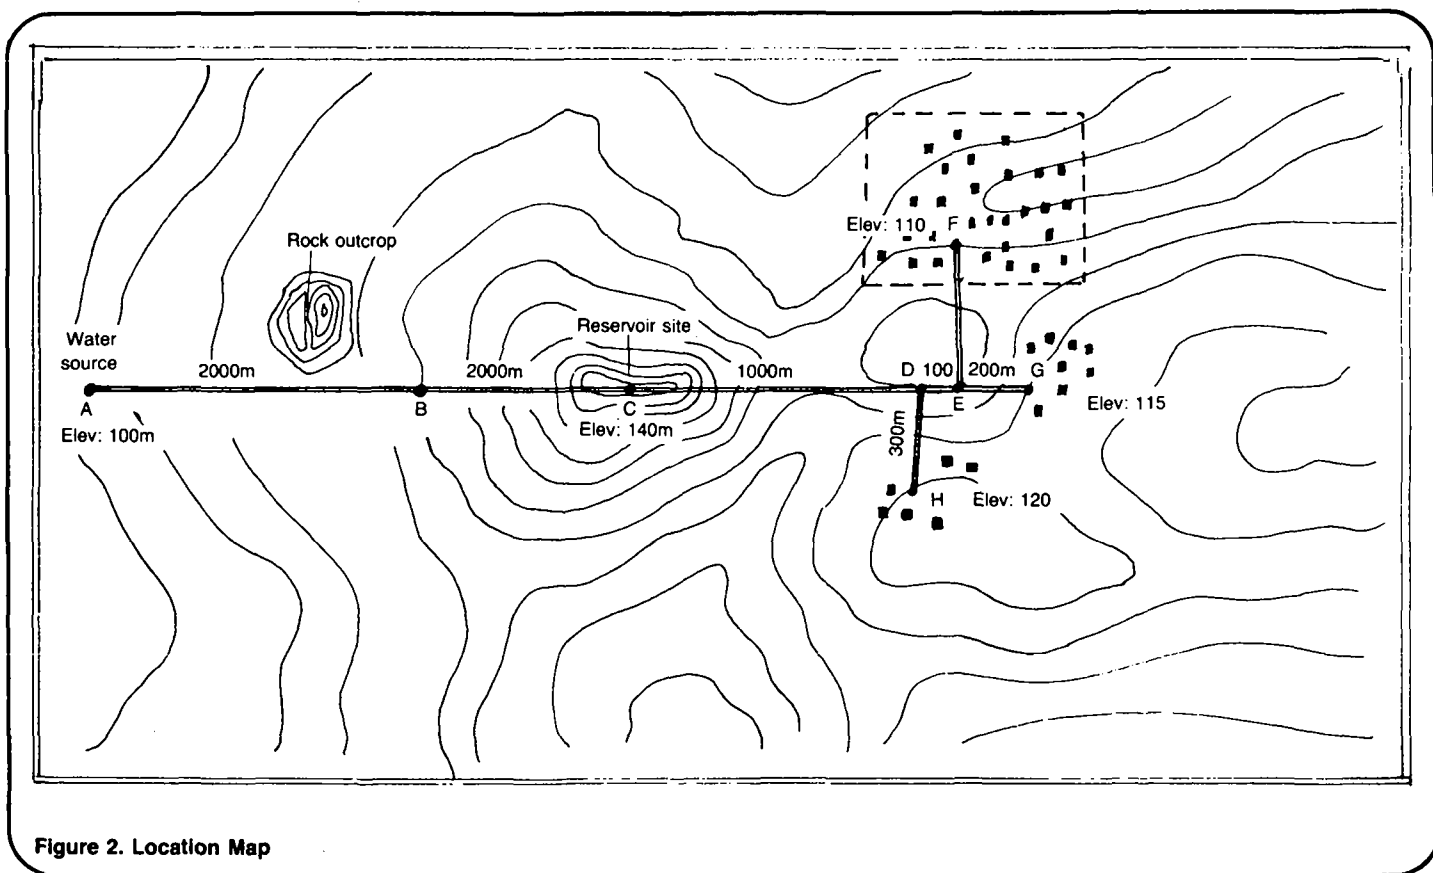 Elev: 110 F
Rock outcrop
Water
source
Reservoir site
2000m
2000m
1000m
D 100 200m G
A
B
C
E
Elev: 115
Elev: 100m
Elev: 140m
300m
H Elev: 120
Figure 2. Location Map